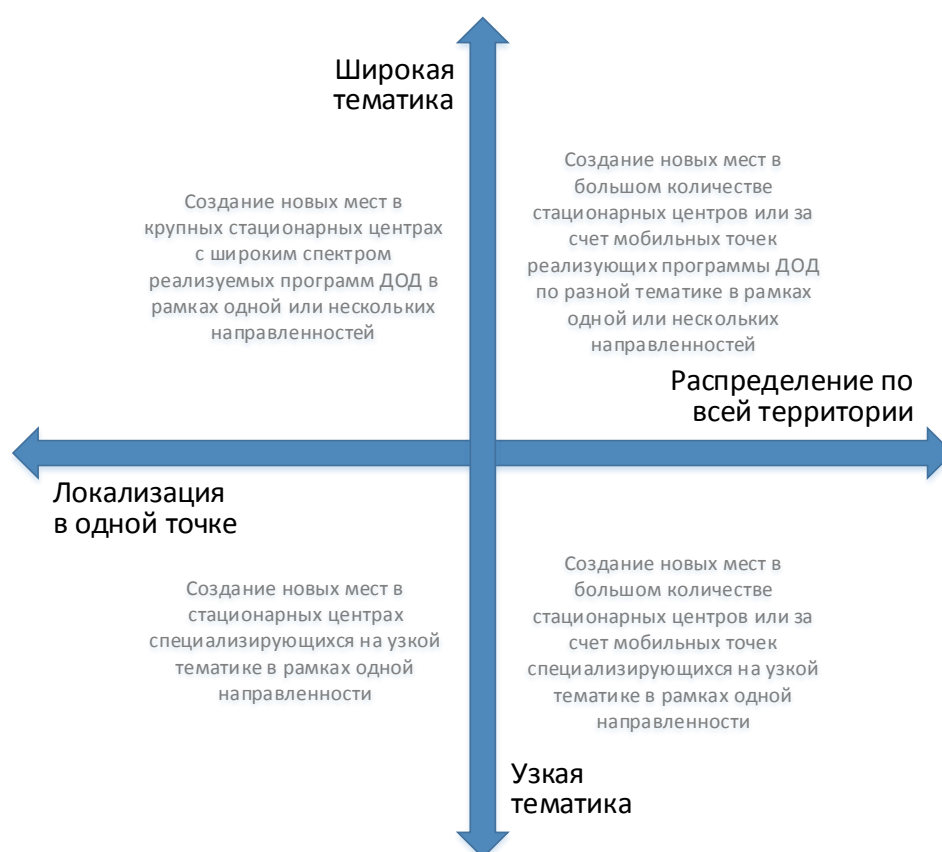 Широкая
тематика
Создание новых мест в
крупных стационарных центрах
с широким спектром
реализуемых программ ДОД в
рамках одной или нескольких
направленностей
Создание новых мест в
большом количестве
стационарных центров или за
счет мобильных точек
реализующих программы ДОД
по разной тематике в рамках
одной или нескольких
направленностей
Распределение по
всей территории
Локализация
в одной точке
Создание новых мест в
стационарных центрах
специализирующихся на узкой
тематике в рамках одной
направленности
Создание новых мест в
большом количестве
стационарных центров или за
счет мобильных точек
специализирующихся на узкой
тематике в рамках одной
направленности
Узкая
тематика